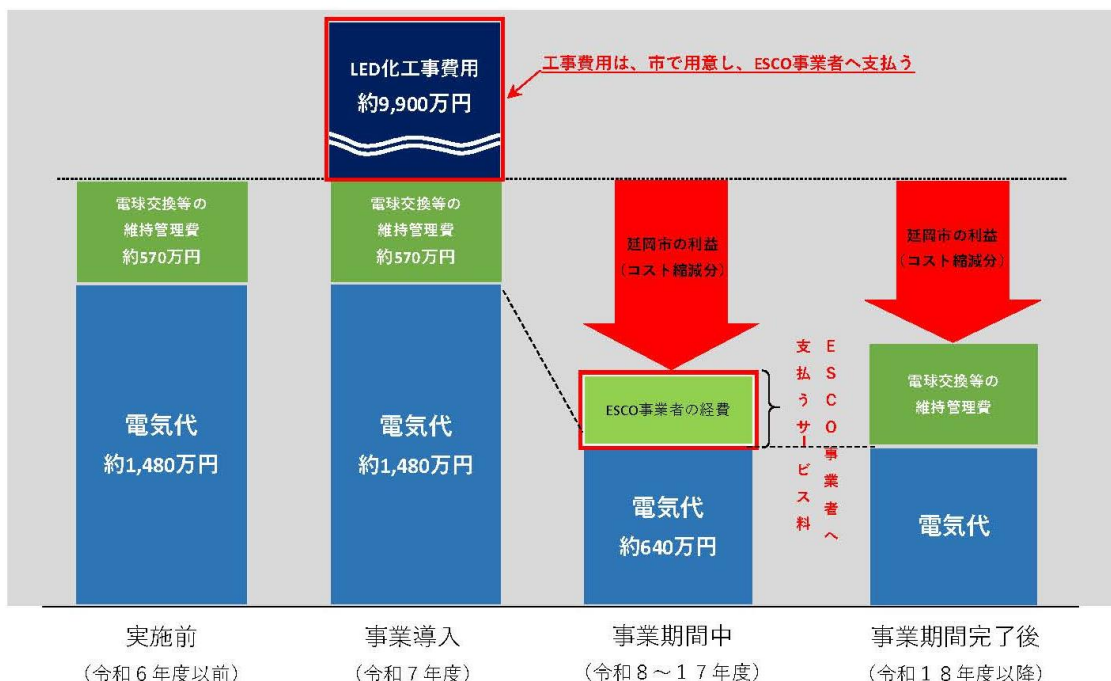 LED化工事費用
約9,900万円
工事費用は、市で用意し、ESCO事業者へ支払う
電球交換等の
維持管理費
約570万円
電気代
約1,480万円
電球交換等の
維持管理費
約570万円
電気代
約1,480万円
延岡市の利益
(コスト縮減分)
ESCO事業者の経費
電気代
約640万円
ESCO事業者へ
支払うサービス料
延岡市の利益
(コスト縮減分)
電球交換等の
維持管理費
電気代
実施前
(令和6年度以前)
事業導入
(令和7年度)
事業期間中
(令和8～17年度)
事業期間完了後
(令和18年度以降)